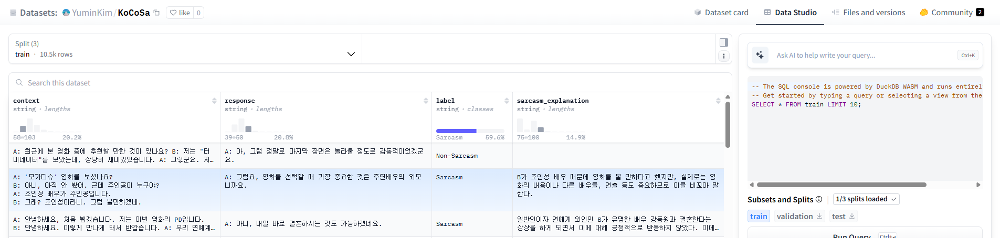 Datasets: YuminKim/KoCoSa like 0
Dataset card Data Studio Files and versions Community 2
Split (3)
train · 10.5k rows
Search this dataset
context
string · lengths
58⇔103 20.2%
response
string · lengths
39⇔50 20.8%
label
string · classes
Sarcasm 59.6%
sarcasm_explanation
string · lengths
75⇔100 14.9%
A: 최근에 본 영화 중에 추천할 만한 것이 있나요? B: 저는 "터
미네이터"를 보았는데, 상당히 재미있었습니다. A: 그렇군요. 저…
A: 아, 그럼 정말로 마지막 장면은 놀라울 정도로 감동적이었겠군
요.
Non-Sarcasm
A: '모가디슈' 영화를 보셨나요?
B: 아니, 아직 안 봤어. 근데 주인공이 누구야?
A: 조인성 배우가 주인공입니다.
B: 그래? 조인성이라니. 그럼 볼만하겠네.
A: 그럼요, 영화를 선택할 때 가장 중요한 것은 주연배우의 외모
니까요.
Sarcasm
B가 조인성 배우 때문에 영화를 볼 만하다고 했지만, 실제로는 영
화의 내용이나 다른 배우들, 연출 등도 중요하므로 이를 비꼬아 말
한다.
A: 안녕하세요, 처음 뵙겠습니다. 저는 이번 영화의 PD입니다.
B: 안녕하세요. 이렇게 만나게 돼서 반갑습니다. A: 우리 연예계…
A: 아니, 내일 바로 결혼하시는 것도 가능하겠네요.
Sarcasm
일반인이자 연예계 외인인 B가 유명한 배우 강동원과 결혼한다는
상상을 하게 되면서 이에 대해 긍정적으로 반응하지 않았다. 이에…
Ask AI to help write your query... Ctrl+K
-- The SQL console is powered by DuckDB WASM and runs entirel
-- Get started by typing a query or selecting a view from the
SELECT * FROM train LIMIT 10;
Subsets and Splits 1/3 splits loaded
train validation test
Run Query Ctrl+↵